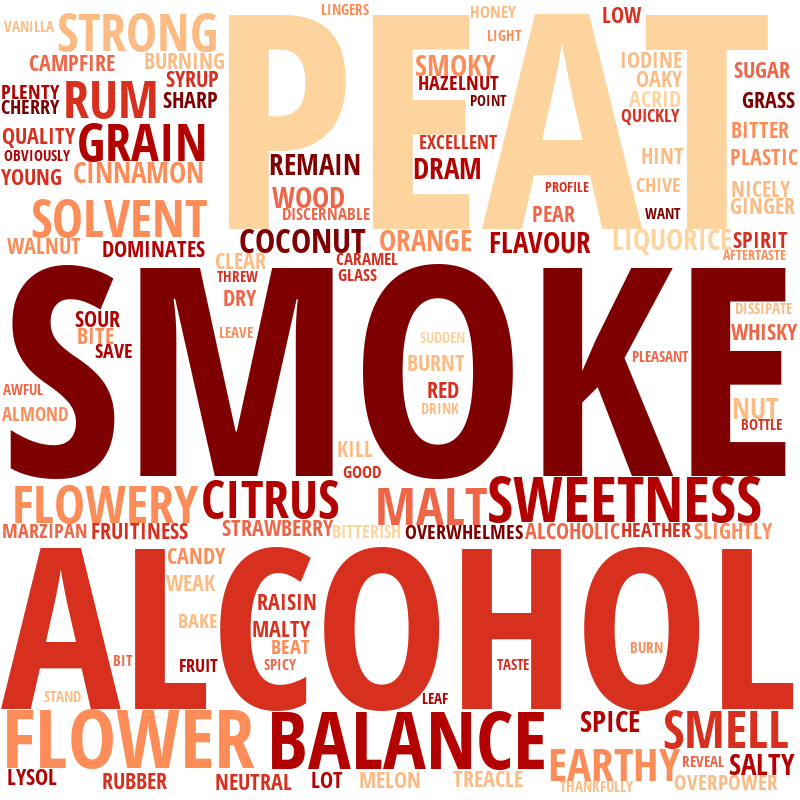 VANILLA
STRONG
LINGERS
HONEY
LOW
PEAT
LIGHT
CAMPFIRE
BURNING
SMOKY
IODINE
SUGAR
SYRUP
HAZELNUT
OAKY
PLENTY
CHERRY
RUM
SHARP
POINT
ACRID
GRASS
QUICKLY
QUALITY
GRAIN
EXCELLENT
BITTER
OBVIOUSLY
REMAIN
DRAM
HINT
PLASTIC
YOUNG
CINNAMON
WOOD
PROFILE
CHIVE
NICELY
SOLVENT
DISCERNABLE
PEAR
WANT
GINGER
WALNUT
DOMINATES
COCONUT
ORANGE
FLAVOUR
LIQUORICE
SPIRIT
CLEAR
CARAMEL
AFTERTASTE
THREW
GLASS
SMOKE
DRY
SOUR
BITE
LEAVE
SUDDEN
DISSIPATE
WHISKY
SAVE
BURNT
PLEASANT
AWFUL
RED
ALMOND
DRINK
NUT
BOTTLE
KILL
GOOD
FLOWERY
CITRUS
MALT
SWEETNESS
MARZIPAN
FRUITINESS
STRAWBERRY
BITTERISH
OVERWHELMES
ALCOHOLIC
HEATHER
SLIGHTLY
ALCOHOL
CANDY
WEAK
RAISIN
BAKE
MALTY
BEAT
BURN
BIT
FRUIT
SPICY
TASTE
STAND
LEAF
FLOWER
BALANCE
SPICE
SMELL
EARTHY
REVEAL
SALTY
LYSOL
RUBBER
NEUTRAL
LOT
MELON
TREACLE
THANKFULLY
OVERPOWER